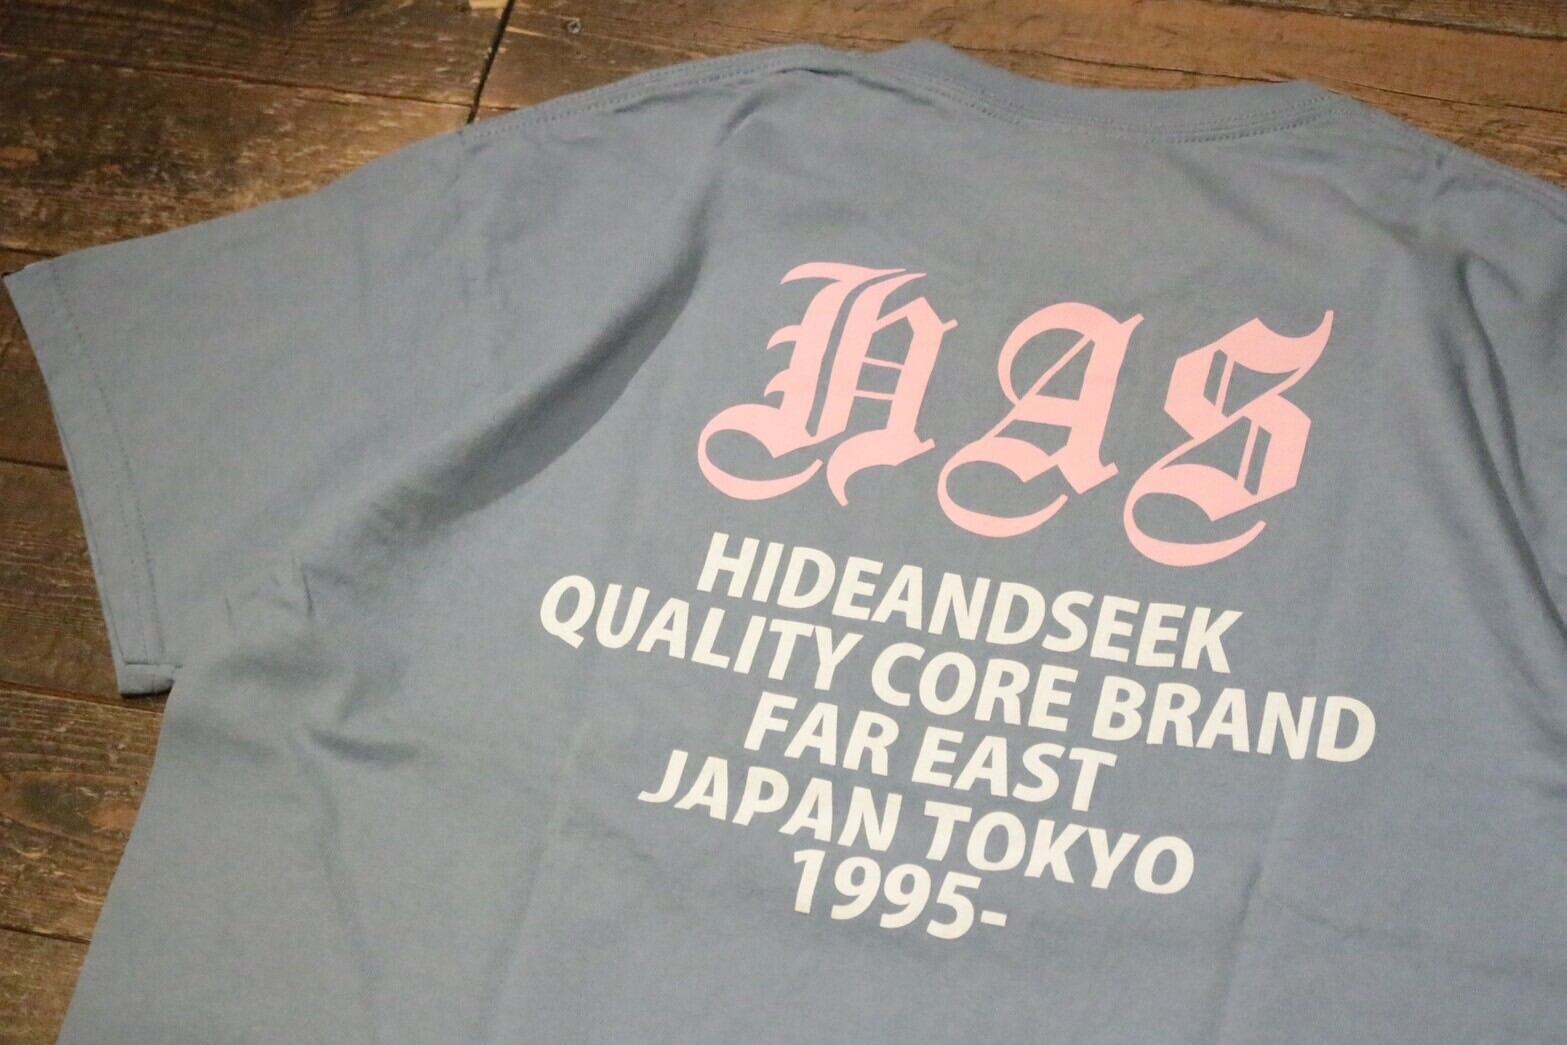 HAS
HIDEANDSEEK
QUALITY CORE BRAND
FAR EAST
JAPAN TOKYO
1995-